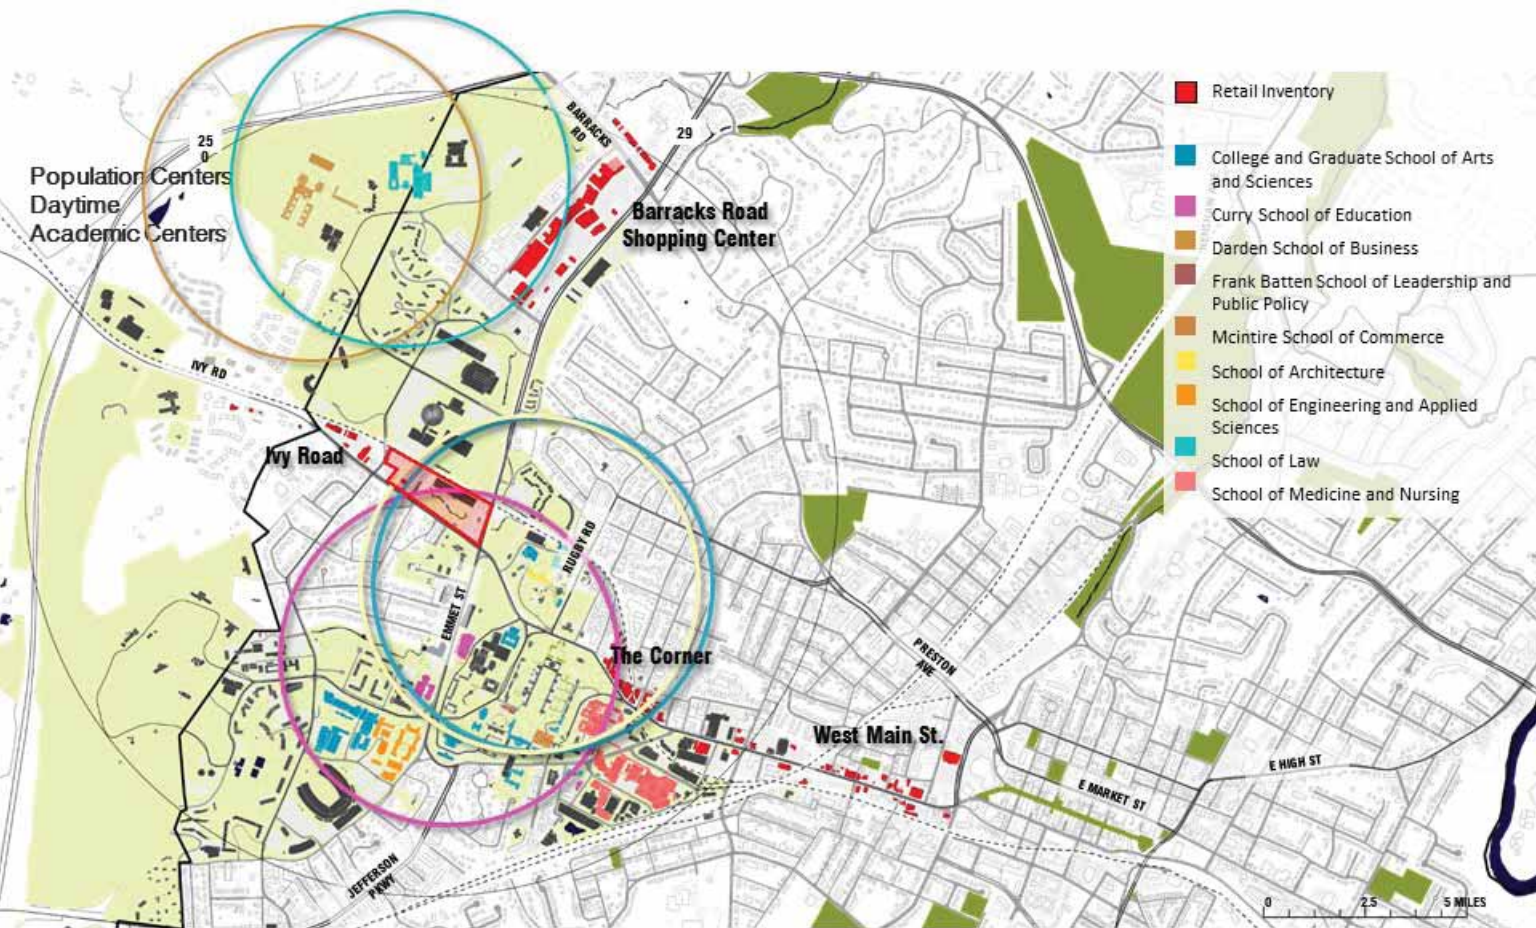 BARRACKS
RD
29
25
0
Population Centers
Daytime
Academic Centers
Barracks Road
Shopping Center
IVY RD
Ivy Road
RUGBY RD
EMMET ST
The Corner
PRESTON
AVE
West Main St.
E MARKET ST
E HIGH ST
JEFFERSON
PKWY
Retail Inventory
College and Graduate School of Arts
and Sciences
Curry School of Education
Darden School of Business
Frank Batten School of Leadership and
Public Policy
Mcintire School of Commerce
School of Architecture
School of Engineering and Applied
Sciences
School of Law
School of Medicine and Nursing
0 2.5 5 MILES